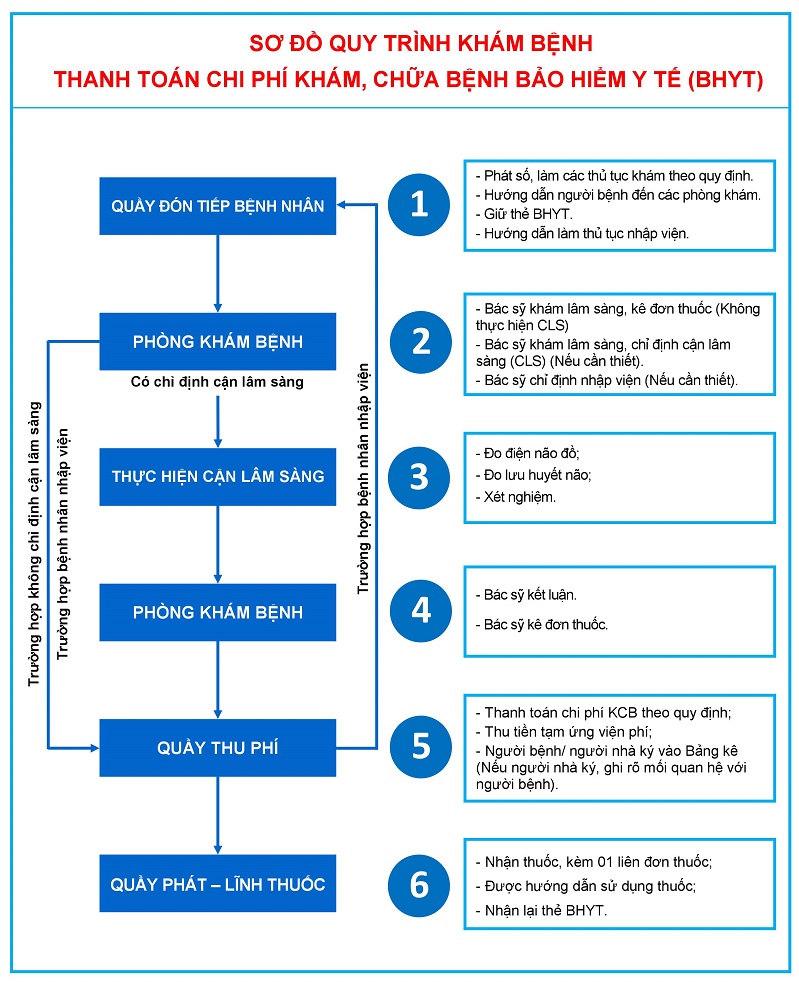 SƠ ĐỒ QUY TRÌNH KHÁM BỆNH
THANH TOÁN CHI PHÍ KHÁM, CHỮA BỆNH BẢO HIỂM Y TẾ (BHYT)
QUẦY ĐÓN TIẾP BỆNH NHÂN
1
- Phát số, làm các thủ tục khám theo quy định.
- Hướng dẫn người bệnh đến các phòng khám.
- Giữ thẻ BHYT.
- Hướng dẫn làm thủ tục nhập viện.
PHÒNG KHÁM BỆNH
Có chỉ định cận lâm sàng
2
- Bác sỹ khám lâm sàng, kê đơn thuốc (Không
thực hiện CLS)
- Bác sỹ khám lâm sàng, chỉ định cận lâm
sàng (CLS) (Nếu cần thiết).
- Bác sỹ chỉ định nhập viện (Nếu cần thiết).
Trường hợp không chỉ định cận lâm sàng
Trường hợp bệnh nhân nhập viện
Trường hợp bệnh nhân nhập viện
THỰC HIỆN CẬN LÂM SÀNG
3
- Đo điện não đồ;
- Đo lưu huyết não;
- Xét nghiệm.
PHÒNG KHÁM BỆNH
4
- Bác sỹ kết luận.
- Bác sỹ kê đơn thuốc.
QUẦY THU PHÍ
5
- Thanh toán chi phí KCB theo quy định;
- Thu tiền tạm ứng viện phí;
- Người bệnh/ người nhà ký vào Bảng kê
(Nếu người nhà ký, ghi rõ mối quan hệ với
người bệnh).
QUẦY PHÁT – LĨNH THUỐC
6
- Nhận thuốc, kèm 01 liên đơn thuốc;
- Được hướng dẫn sử dụng thuốc;
- Nhận lại thẻ BHYT.